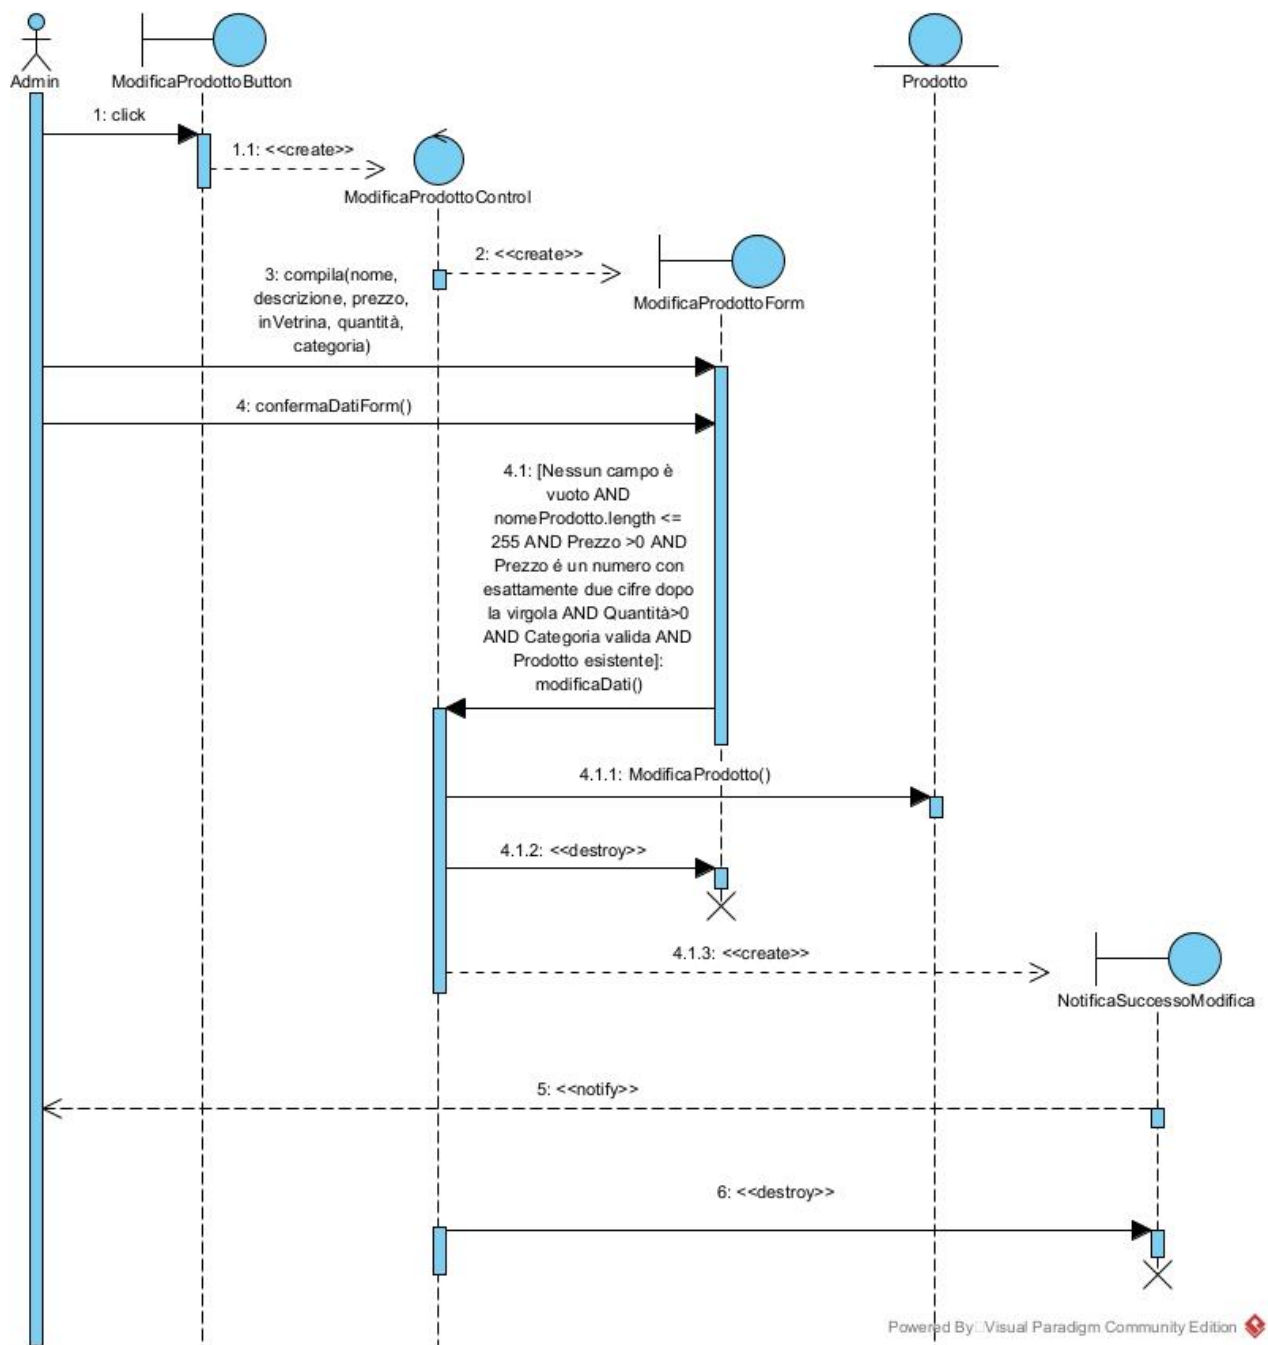 Admin
ModificaProdottoButton
Prodotto
1: click
1.1: <<create>>
ModificaProdottoControl
2: <<create>>
ModificaProdottoForm
3: compila(nome,
descrizione, prezzo,
inVetrina, quantità,
categoria)
4: confermaDatiForm()
4.1: [Nessun campo è
vuoto AND
nomeProdotto.length <=
255 AND Prezzo >0 AND
Prezzo é un numero con
esattamente due cifre dopo
la virgola AND Quantità>0
AND Categoria valida AND
Prodotto esistente]:
modificaDati()
4.1.1: ModificaProdotto()
4.1.2: <<destroy>>
4.1.3: <<create>>
NotificaSuccessoModifica
5: <<notify>>
6: <<destroy>>
Powered By Visual Paradigm Community Edition